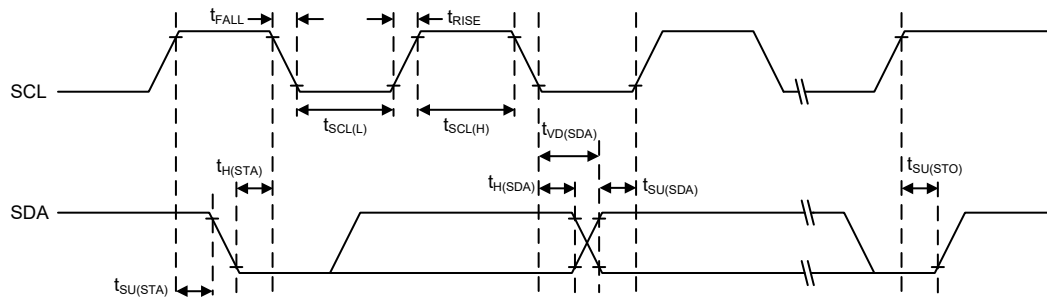 tFALL
tRISE
SCL
tSCL(L)
tSCL(H)
tVD(SDA)
tH(STA)
tH(SDA)
tSU(SDA)
tSU(STO)
SDA
tSU(STA)